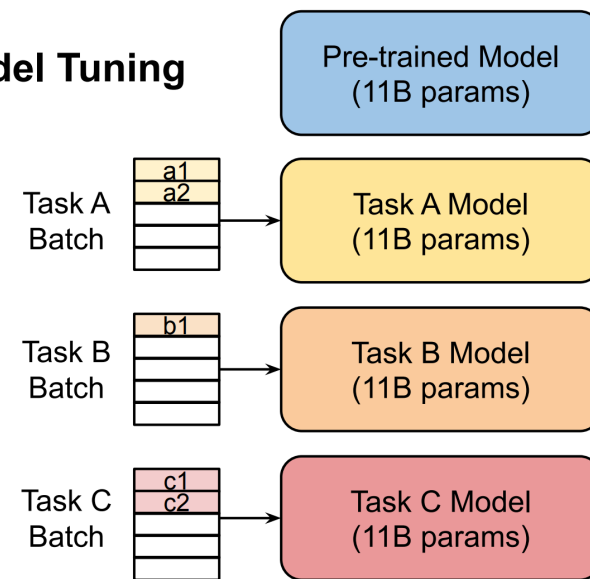 del Tuning
Pre-trained Model
(11B params)
a1
a2
Task A
Batch
Task A Model
(11B params)
b1
Task B
Batch
Task B Model
(11B params)
c1
c2
Task C
Batch
Task C Model
(11B params)